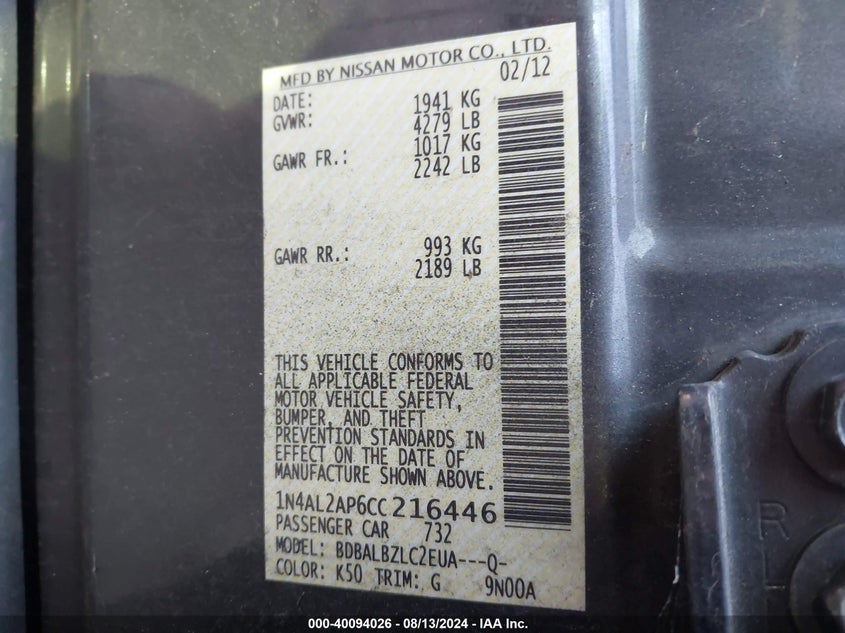 MFD BY NISSAN MOTOR CO., LTD.
DATE: 02/12
GVWR: 1941 KG
4279 LB
GAWR FR.: 1017 KG
2242 LB
GAWR RR.: 993 KG
2189 LB
THIS VEHICLE CONFORMS TO
ALL APPLICABLE FEDERAL
MOTOR VEHICLE SAFETY,
BUMPER, AND THEFT
PREVENTION STANDARDS IN
EFFECT ON THE DATE OF
MANUFACTURE SHOWN ABOVE.
1N4AL2AP6CC216446
PASSENGER CAR 732
MODEL: BDBALBZLC2EUA---Q-
COLOR: K50 TRIM: G 9N00A
R
L
000-40094026 - 08/13/2024 - IAA Inc.